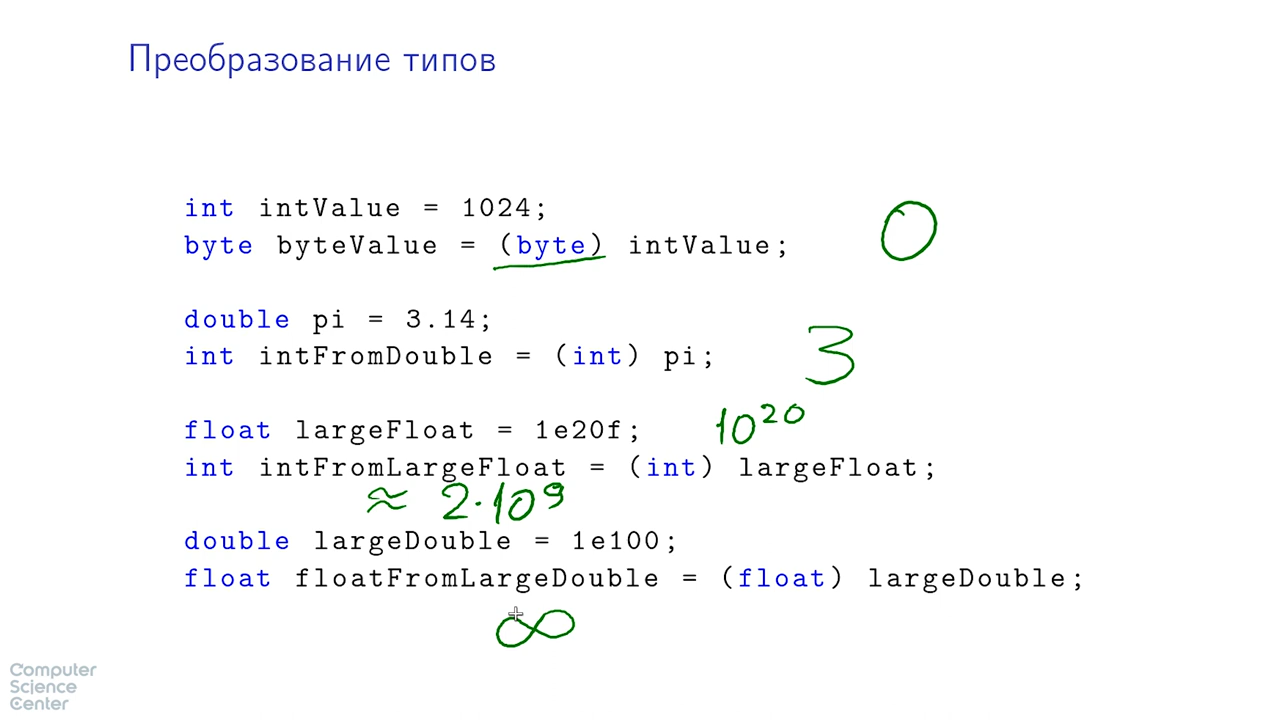 Преобразование типов
int intValue = 1024;
byte byteValue = (byte) intValue;
0
double pi = 3.14;
int intFromDouble = (int) pi;
3
float largeFloat = 1e20f;
10²⁰
int intFromLargeFloat = (int) largeFloat;
≈ 2·10⁹
double largeDouble = 1e100;
float floatFromLargeDouble = (float) largeDouble;
∞
Computer
Science
Center